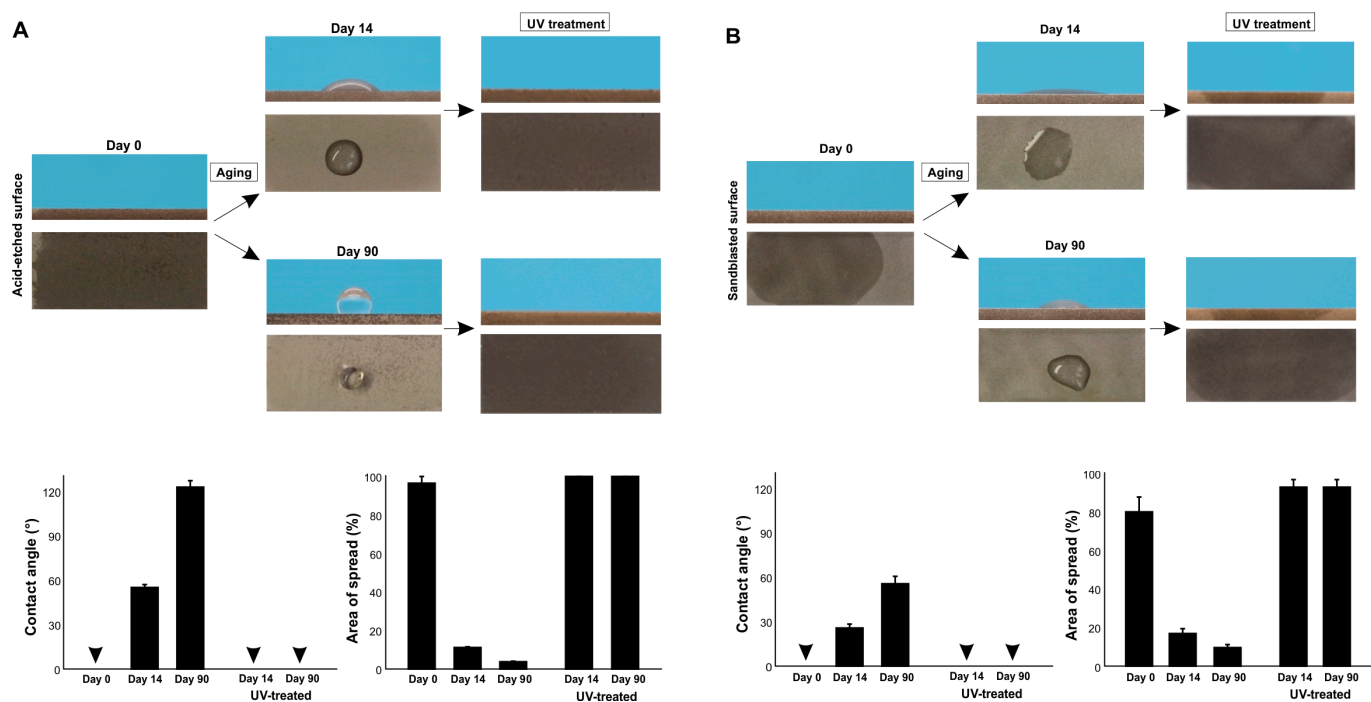 A
Day 14
UV treatment
Day 0
Aging
Acid-etched surface
Day 90
Contact angle (°)
120
90
60
30
0
Day 0
Day 14
Day 90
Day 14
Day 90
UV-treated
Area of spread (%)
100
80
60
40
20
0
Day 0
Day 14
Day 90
Day 14
Day 90
UV-treated
B
Day 14
UV treatment
Day 0
Aging
Sandblasted surface
Day 90
Contact angle (°)
120
90
60
30
0
Day 0
Day 14
Day 90
Day 14
Day 90
UV-treated
Area of spread (%)
100
80
60
40
20
0
Day 0
Day 14
Day 90
Day 14
Day 90
UV-treated